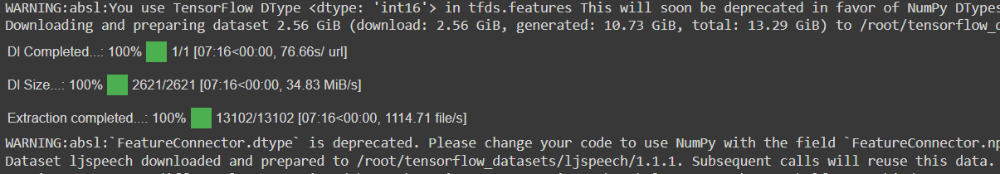 WARNING:absl:You use TensorFlow DType <dtype: 'int16'> in tfds.features This will soon be deprecated in favor of NumPy DTypes
Downloading and preparing dataset 2.56 GiB (download: 2.56 GiB, generated: 10.73 GiB, total: 13.29 GiB) to
Dl Completed...: 100% 1/1 [07:16<00:00, 76.66s/ url]
Dl Size...: 100% 2621/2621 [07:16<00:00, 34.83 MiB/s]
Extraction completed...: 100% 13102/13102 [07:16<00:00, 1114.71 file/s]
WARNING:absl:`FeatureConnector.dtype` is deprecated. Please change your code to use NumPy with the field
Dataset ljspeech downloaded and prepared to /root/tensorflow_datasets/ljspeech/1.1.1. Subsequent calls will reuse this data.